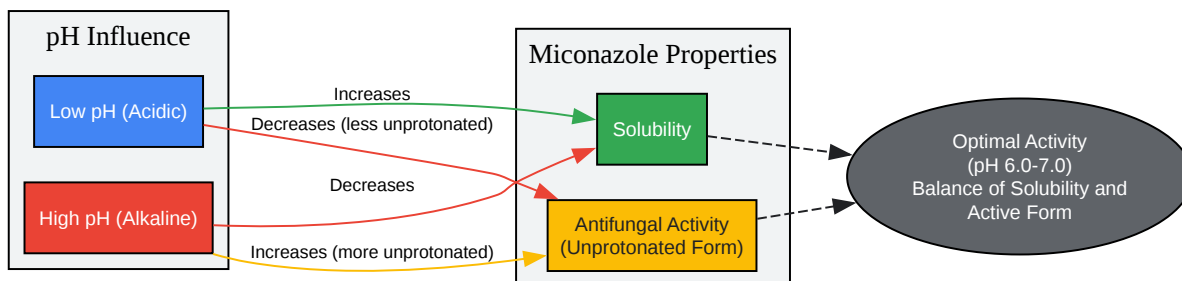 pH Influence
Low pH (Acidic)
High pH (Alkaline)
Increases
Decreases (less unprotonated)
Decreases
Increases (more unprotonated)
Miconazole Properties
Solubility
Antifungal Activity
(Unprotonated Form)
Optimal Activity
(pH 6.0-7.0)
Balance of Solubility and
Active Form